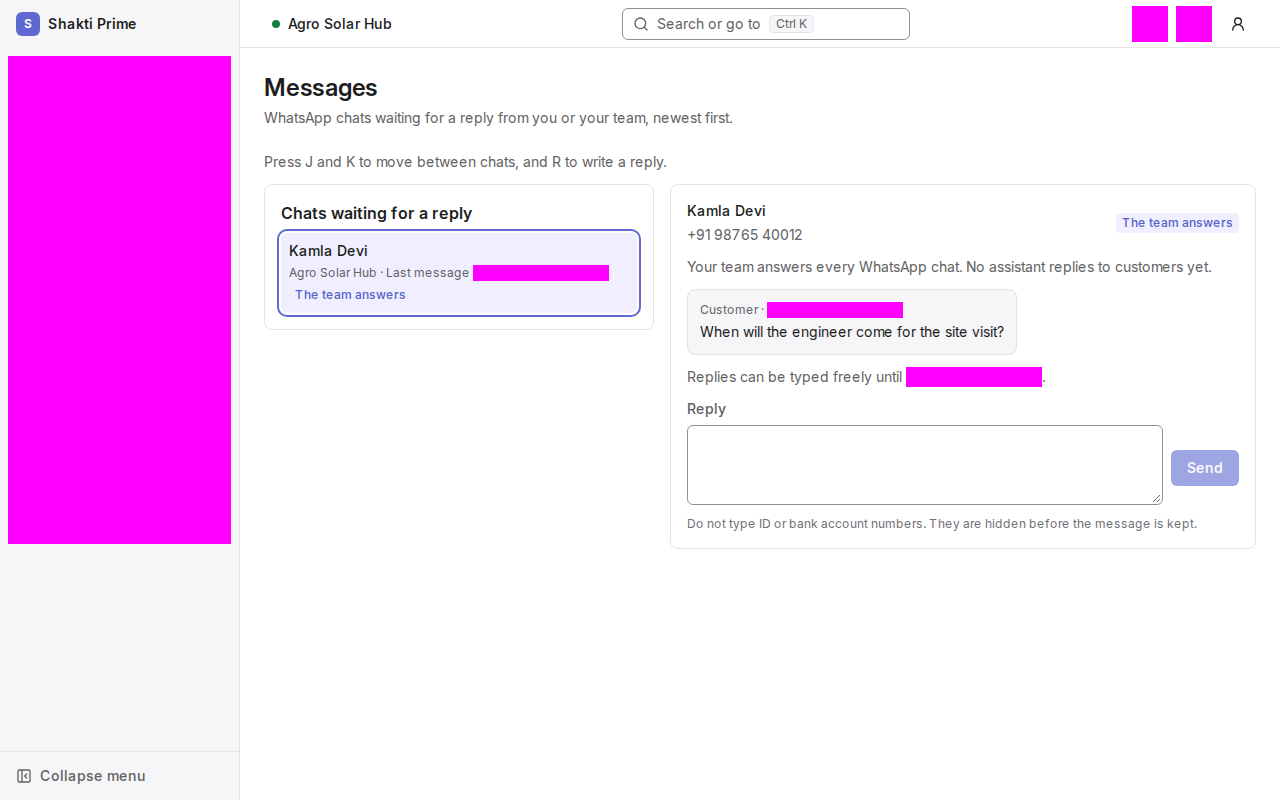 S Shakti Prime
Agro Solar Hub
Search or go to Ctrl K
Messages
WhatsApp chats waiting for a reply from you or your team, newest first.
Press J and K to move between chats, and R to write a reply.
Chats waiting for a reply
Kamla Devi
Agro Solar Hub · Last message
The team answers
Kamla Devi
+91 98765 40012
The team answers
Your team answers every WhatsApp chat. No assistant replies to customers yet.
Customer ·
When will the engineer come for the site visit?
Replies can be typed freely until .
Reply
Send
Do not type ID or bank account numbers. They are hidden before the message is kept.
Collapse menu